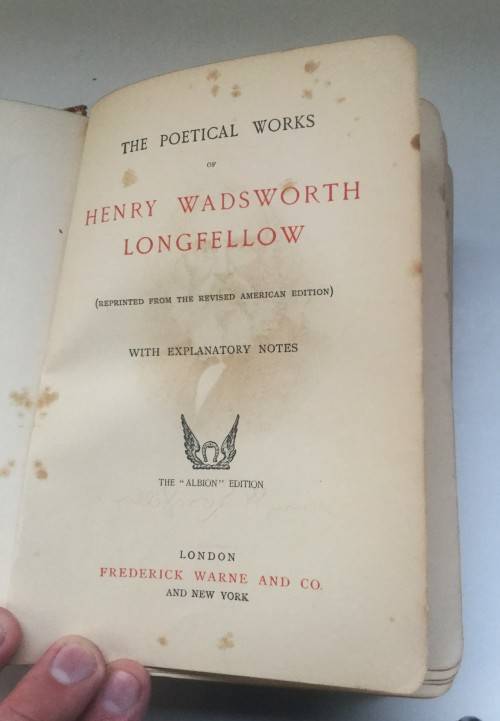 THE POETICAL WORKS
OF
HENRY WADSWORTH
LONGFELLOW
(REPRINTED FROM THE REVISED AMERICAN EDITION)
WITH EXPLANATORY NOTES
THE "ALBION" EDITION
LONDON
FREDERICK WARNE AND CO.
AND NEW YORK